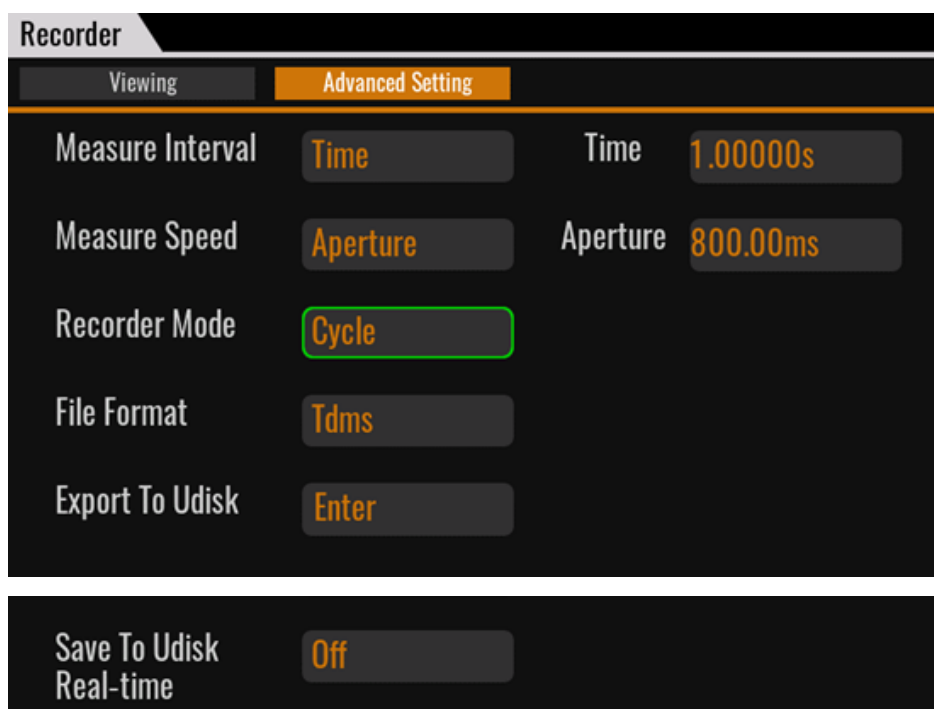 Recorder
Viewing Advanced Setting
Measure Interval Time Time 1.00000s
Measure Speed Aperture Aperture 800.00ms
Recorder Mode Cycle
File Format Tdms
Export To Udisk Enter
Save To Udisk Off
Real-time